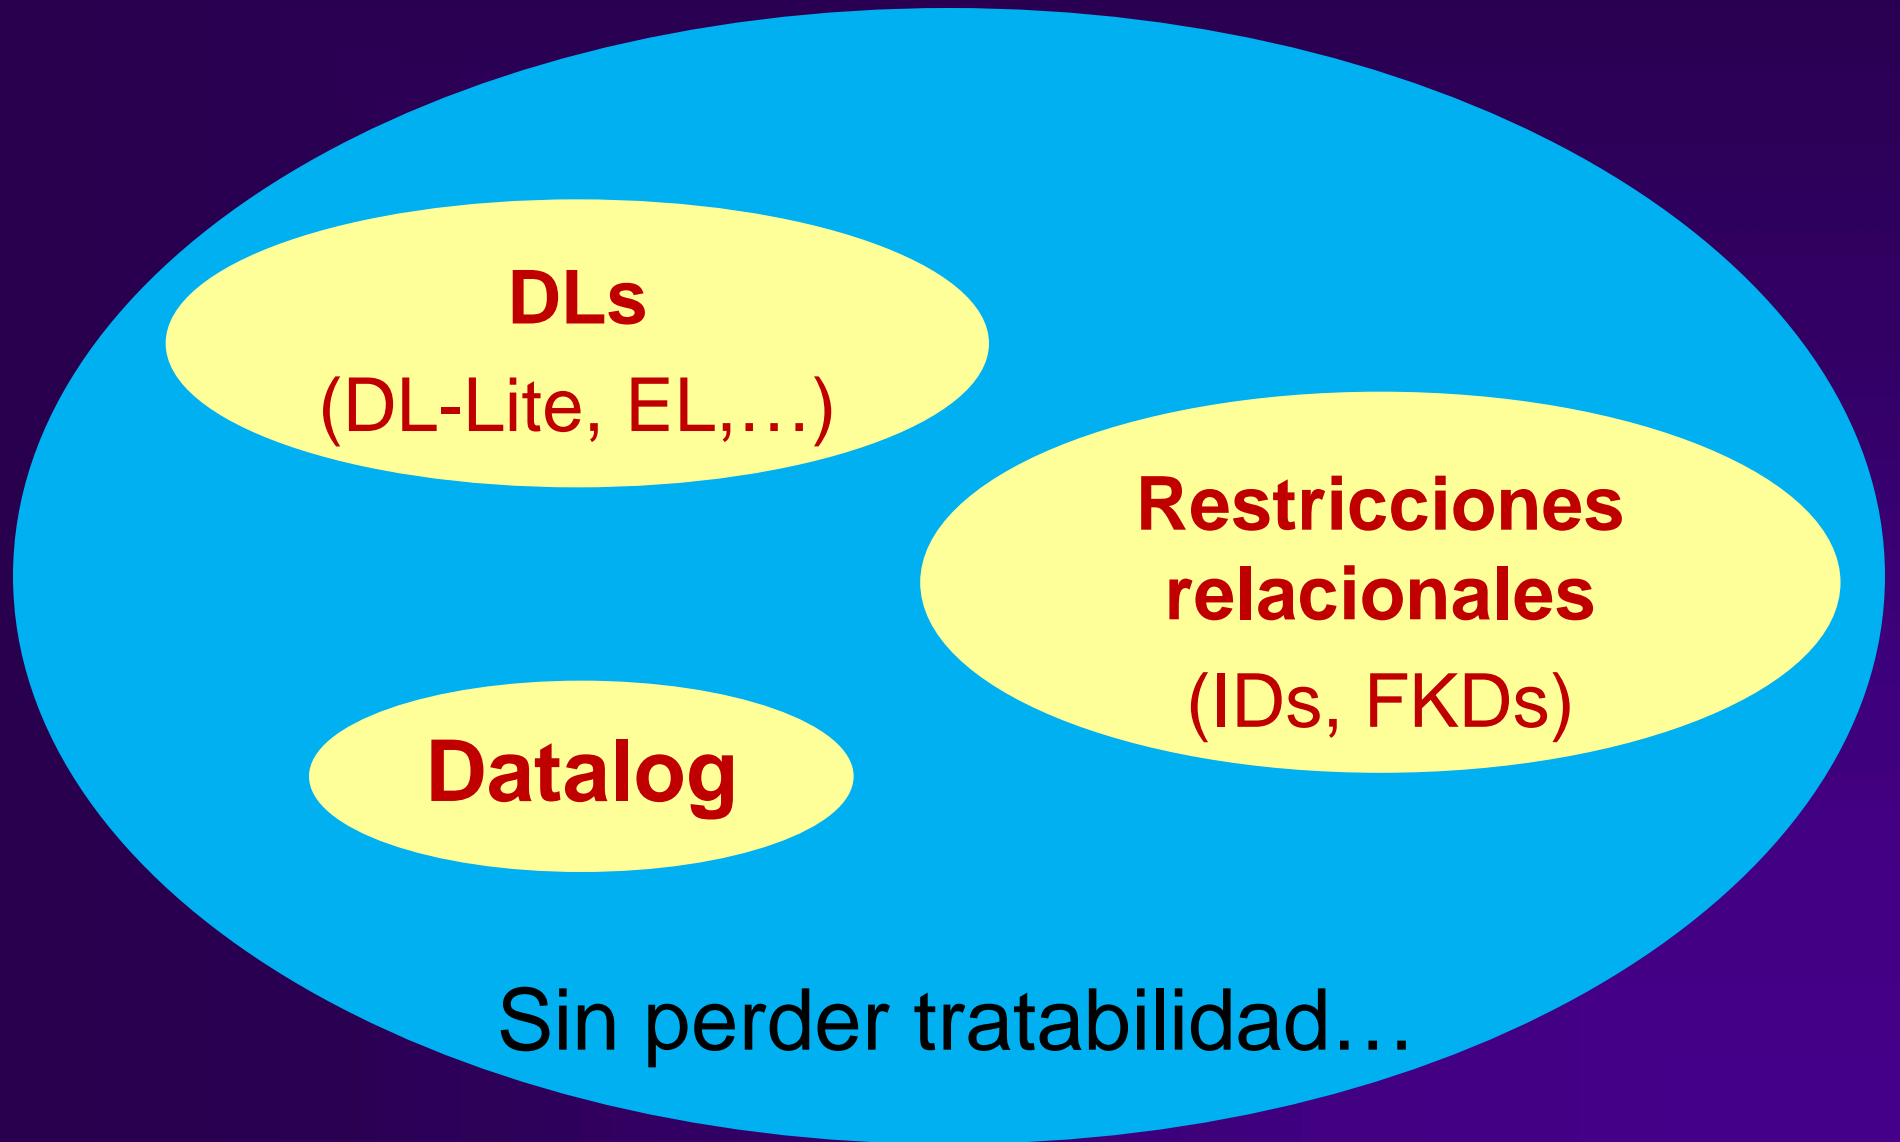 DLs
(DL-Lite, EL,…)
Restricciones
relacionales
(IDs, FKDs)
Datalog
Sin perder tratabilidad…